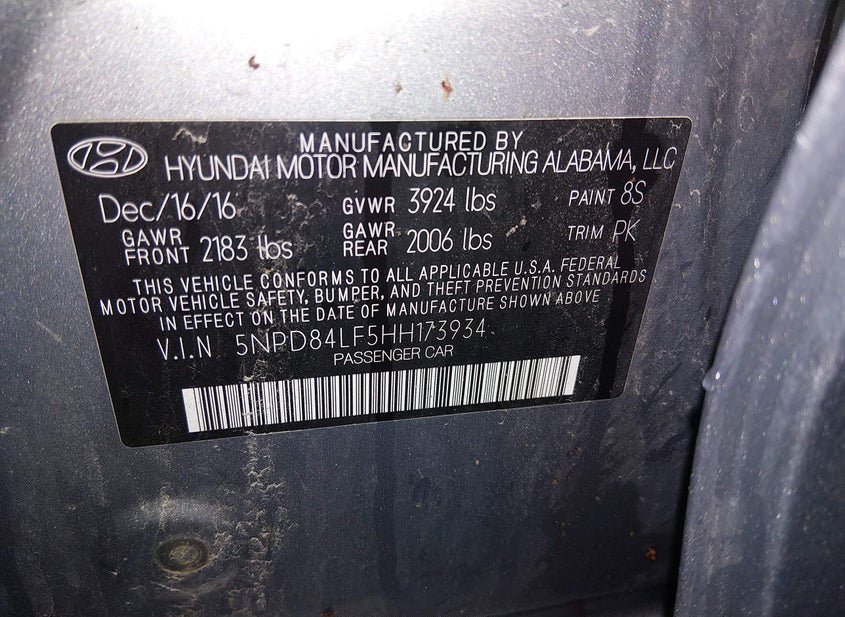 MANUFACTURED BY
HYUNDAI MOTOR MANUFACTURING ALABAMA, LLC
Dec/16/16 GVWR 3924 lbs PAINT 8S
GAWR FRONT 2183 lbs GAWR REAR 2006 lbs TRIM PK
THIS VEHICLE CONFORMS TO ALL APPLICABLE U.S.A. FEDERAL
MOTOR VEHICLE SAFETY, BUMPER, AND THEFT PREVENTION STANDARDS
IN EFFECT ON THE DATE OF MANUFACTURE SHOWN ABOVE
V.I.N 5NPD84LF5HH173934
PASSENGER CAR